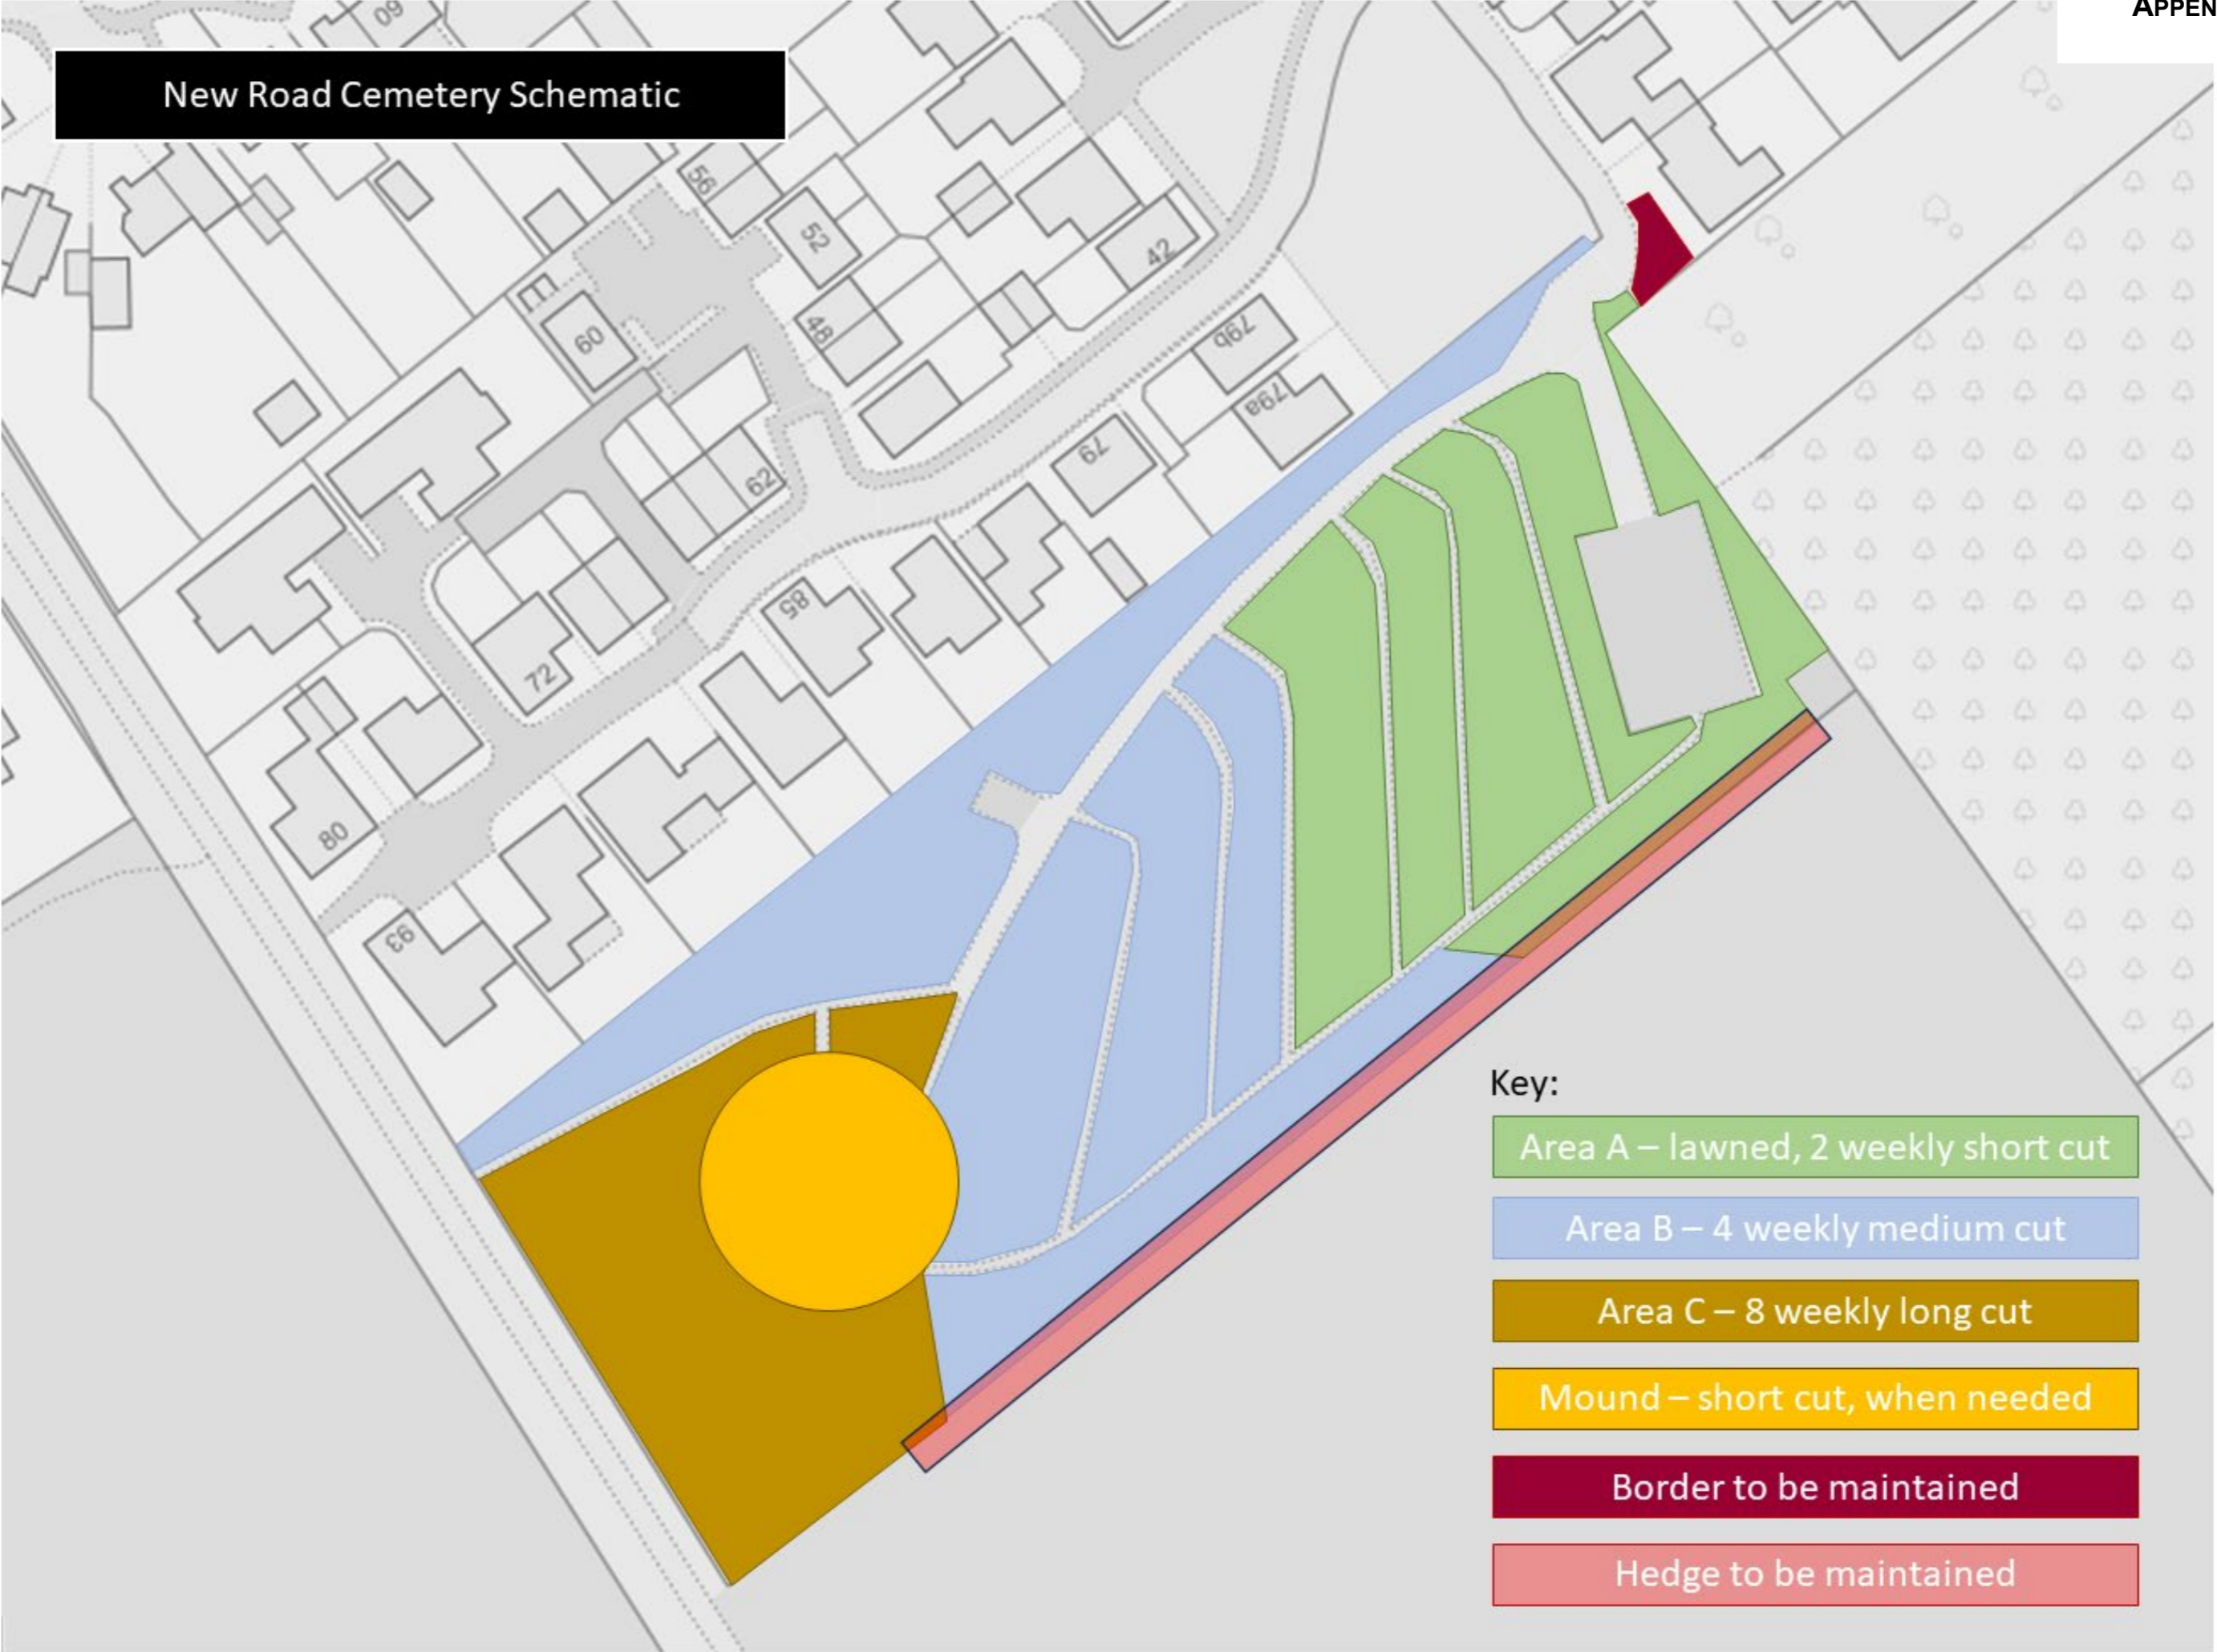 APPEN
New Road Cemetery Schematic
60
56
52
42
48
60
79b
79a
79
62
85
72
80
93
Key:
Area A – lawned, 2 weekly short cut
Area B – 4 weekly medium cut
Area C – 8 weekly long cut
Mound – short cut, when needed
Border to be maintained
Hedge to be maintained